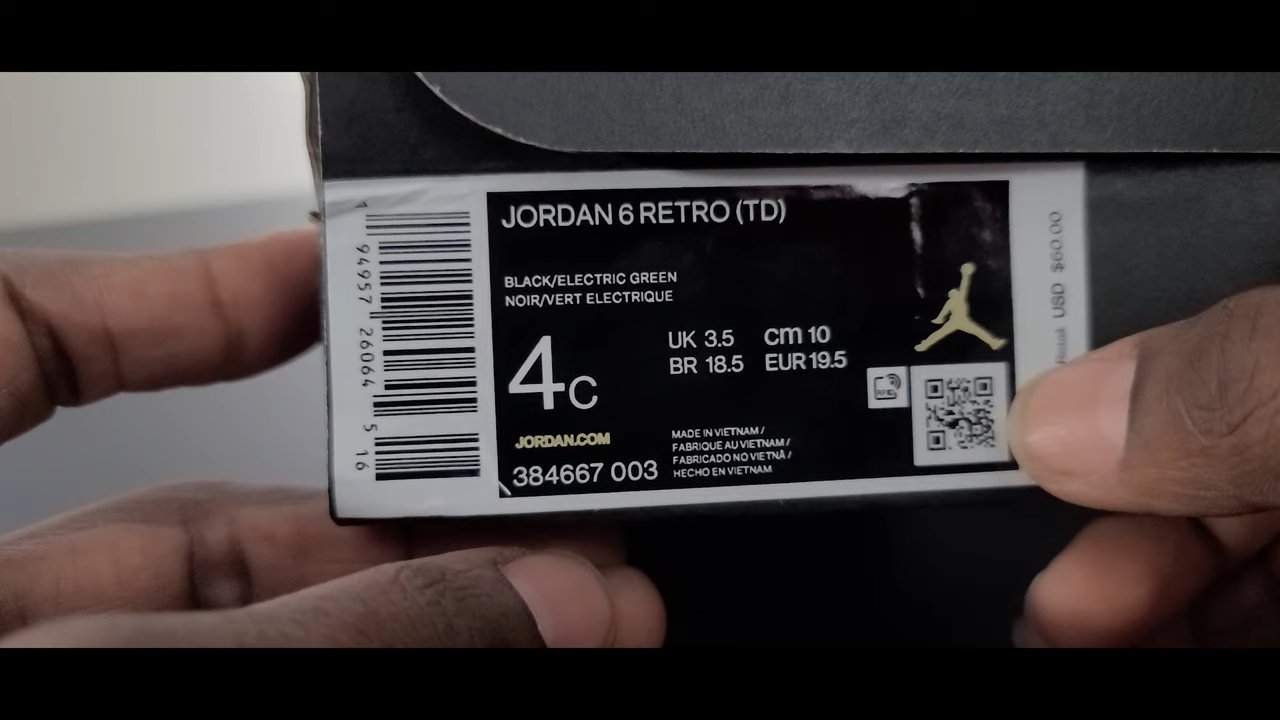 JORDAN 6 RETRO (TD)
BLACK/ELECTRIC GREEN
NOIR/VERT ELECTRIQUE
4C
UK 3.5 cm 10
BR 18.5 EUR 19.5
JORDAN.COM
384667 003
MADE IN VIETNAM /
FABRIQUE AU VIETNAM /
FABRICADO NO VIETNÃ /
HECHO EN VIETNAM
RFID
1 94957 26064 5 16
Retail USD $60.00